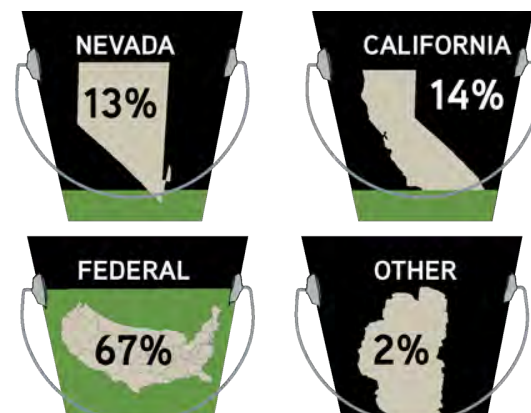 NEVADA
13%
CALIFORNIA
14%
FEDERAL
67%
OTHER
2%